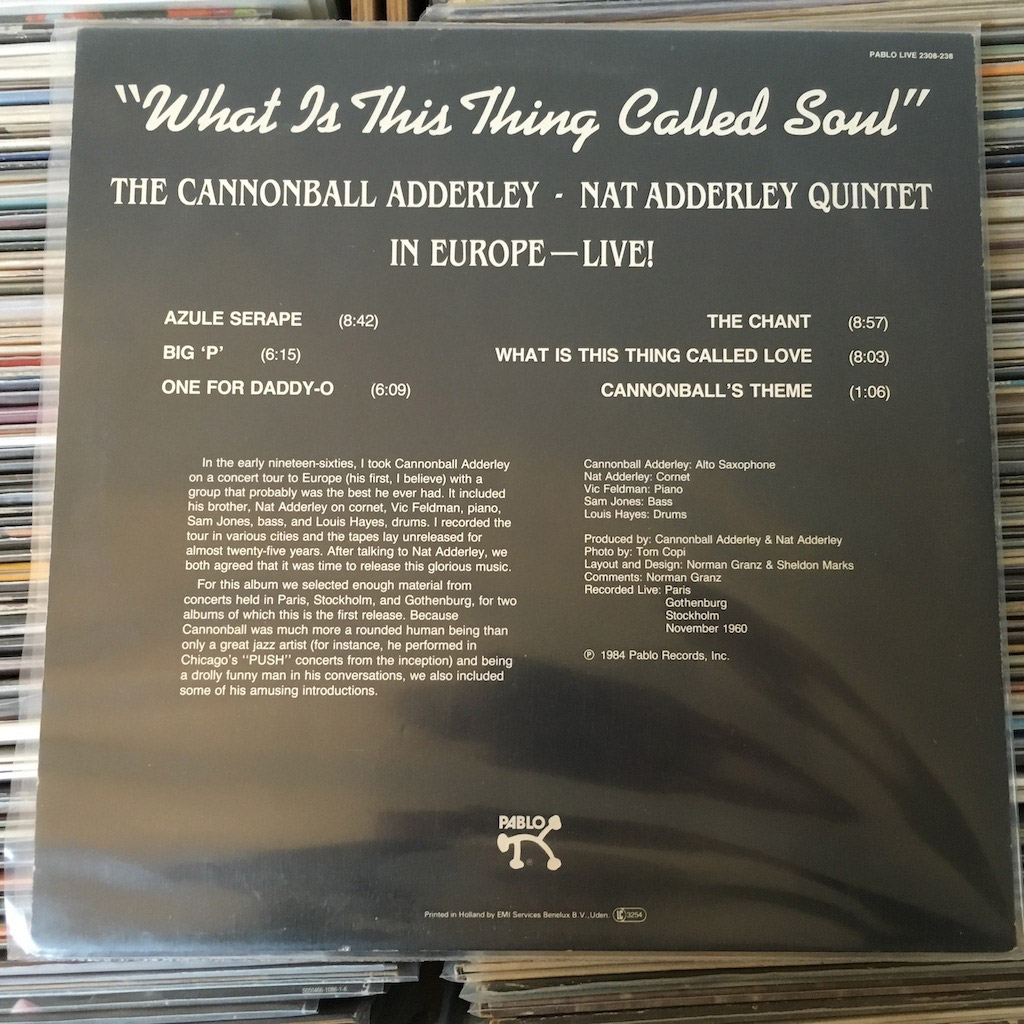 PABLO LIVE 2308-238
“What Is This Thing Called Soul”
THE CANNONBALL ADDERLEY - NAT ADDERLEY QUINTET
IN EUROPE—LIVE!
AZULE SERAPE (8:42)
BIG ‘P’ (6:15)
ONE FOR DADDY-O (6:09)
THE CHANT (8:57)
WHAT IS THIS THING CALLED LOVE (8:03)
CANNONBALL’S THEME (1:06)
In the early nineteen-sixties, I took Cannonball Adderley
on a concert tour to Europe (his first, I believe) with a
group that probably was the best he ever had. It included
his brother, Nat Adderley on cornet, Vic Feldman, piano,
Sam Jones, bass, and Louis Hayes, drums. I recorded the
tour in various cities and the tapes lay unreleased for
almost twenty-five years. After talking to Nat Adderley, we
both agreed that it was time to release this glorious music.
For this album we selected enough material from
concerts held in Paris, Stockholm, and Gothenburg, for two
albums of which this is the first release. Because
Cannonball was much more a rounded human being than
only a great jazz artist (for instance, he performed in
Chicago’s “PUSH” concerts from the inception) and being
a drolly funny man in his conversations, we also included
some of his amusing introductions.
Cannonball Adderley: Alto Saxophone
Nat Adderley: Cornet
Vic Feldman: Piano
Sam Jones: Bass
Louis Hayes: Drums
Produced by: Cannonball Adderley & Nat Adderley
Photo by: Tom Copi
Layout and Design: Norman Granz & Sheldon Marks
Comments: Norman Granz
Recorded Live: Paris
Gothenburg
Stockholm
November 1960
℗ 1984 Pablo Records, Inc.
PABLO
Printed in Holland by EMI Services Benelux B.V., Uden. LC 3254